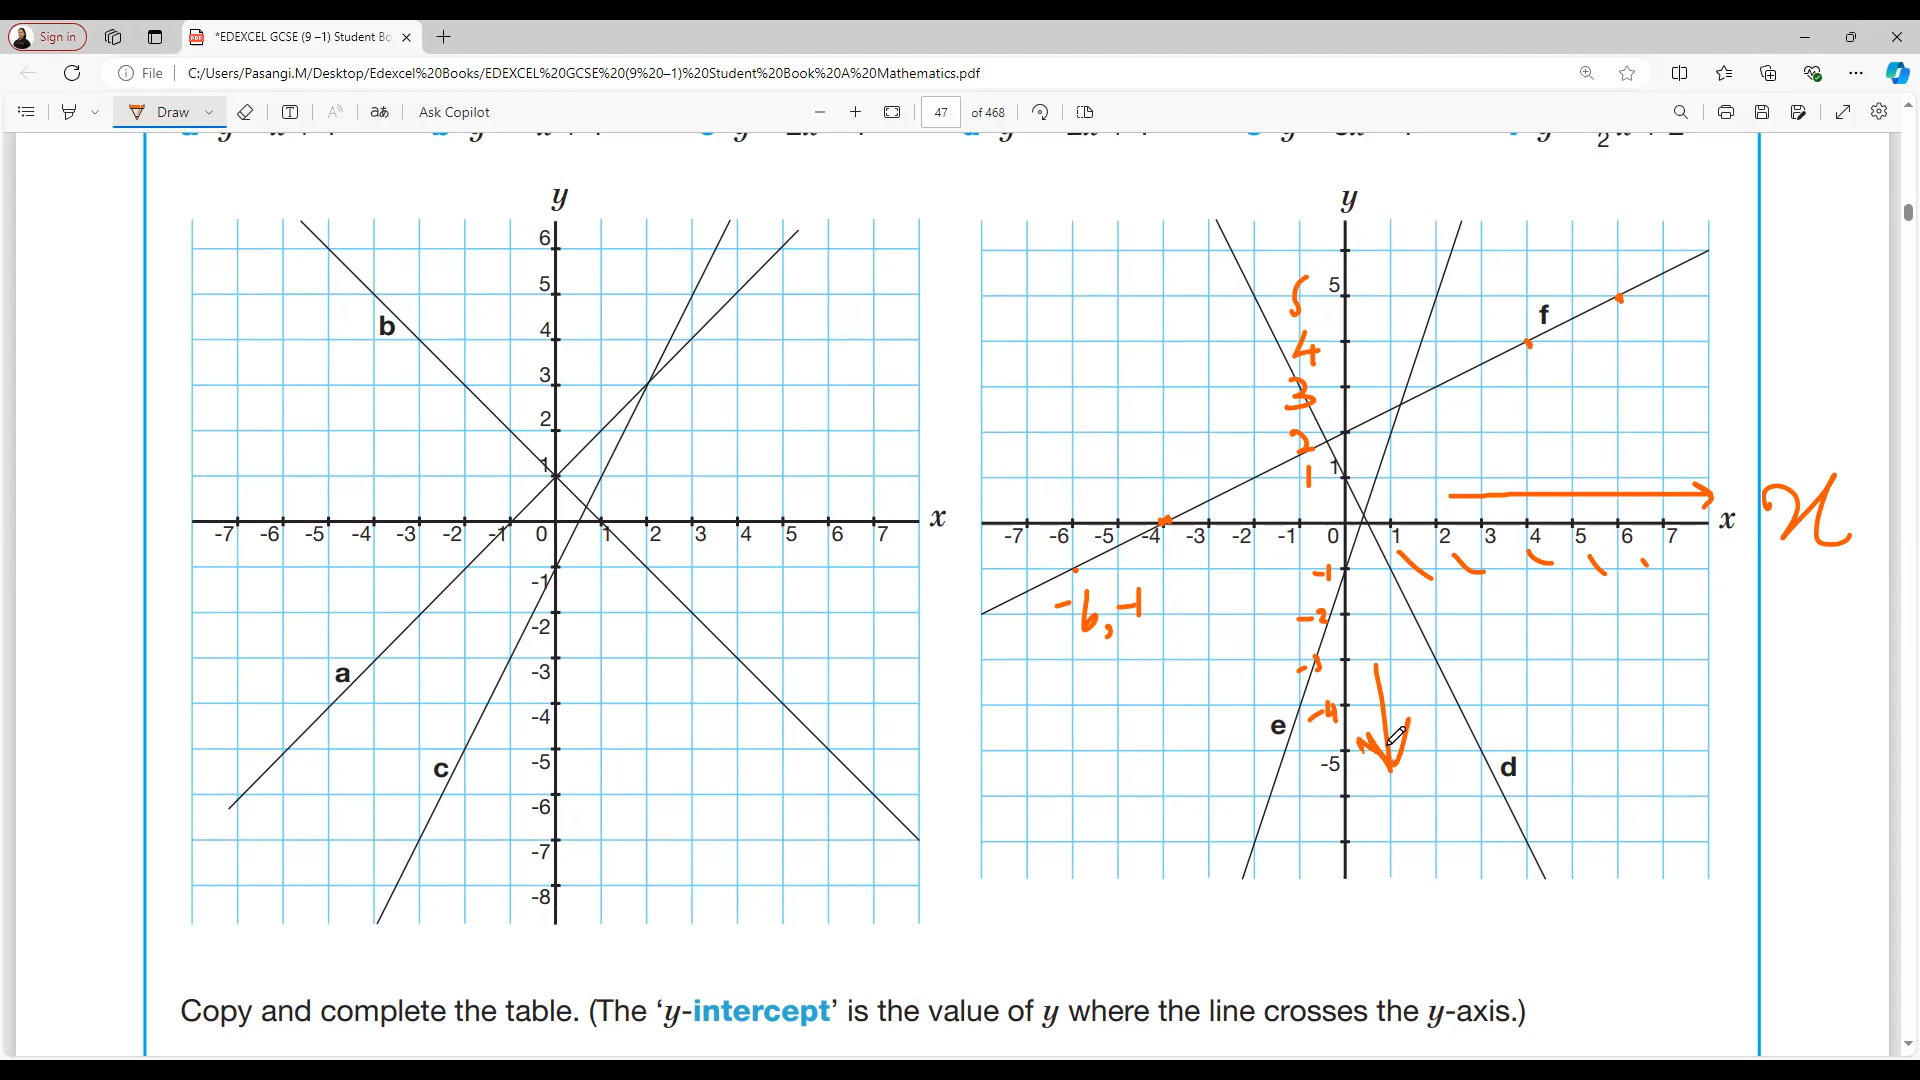 Sign in
*EDEXCEL GCSE (9 –1) Student Bo
File
C:/Users/Pasangi.M/Desktop/Edexcel%20Books/EDEXCEL%20GCSE%20(9%20–1)%20Student%20Book%20A%20Mathematics.pdf
Draw
aあ
Ask Copilot
47 of 468
y
6
5
4
3
2
1
-7 -6 -5 -4 -3 -2 -1 0 2 3 4 5 6 7 x
-1
-2
-3
-4
-5
-6
-7
-8
a
b
c
y
5
1
-7 -6 -5 -4 -3 -2 -1 0 1 2 3 4 5 6 7 x
-5
d
e
f
5
4
3
2
1
-1
-2
-3
-4
-6, -1
x
Copy and complete the table. (The ‘y-intercept’ is the value of y where the line crosses the y-axis.)